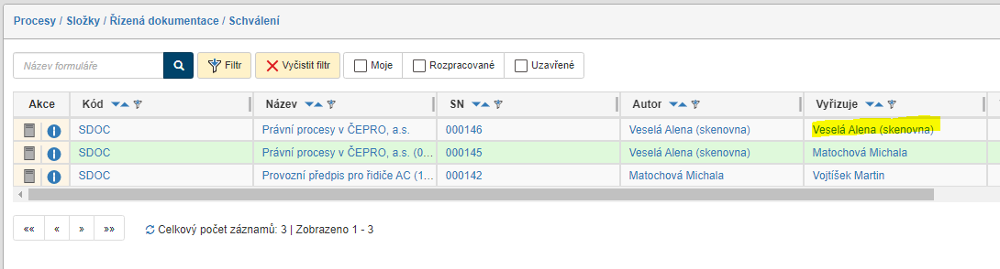 Procesy / Složky / Řízená dokumentace / Schválení
Název formuláře Filtr Vyčistit filtr Moje Rozpracované Uzavřené
Akce Kód Název SN Autor Vyřizuje
SDOC Právní procesy v ČEPRO, a.s. 000146 Veselá Alena (skenovna) Veselá Alena (skenovna)
SDOC Právní procesy v ČEPRO, a.s. (0... 000145 Veselá Alena (skenovna) Matochová Michala
SDOC Provozní předpis pro řidiče AC (1... 000142 Matochová Michala Vojtíšek Martin
«« « » »» Celkový počet záznamů: 3 | Zobrazeno 1 - 3